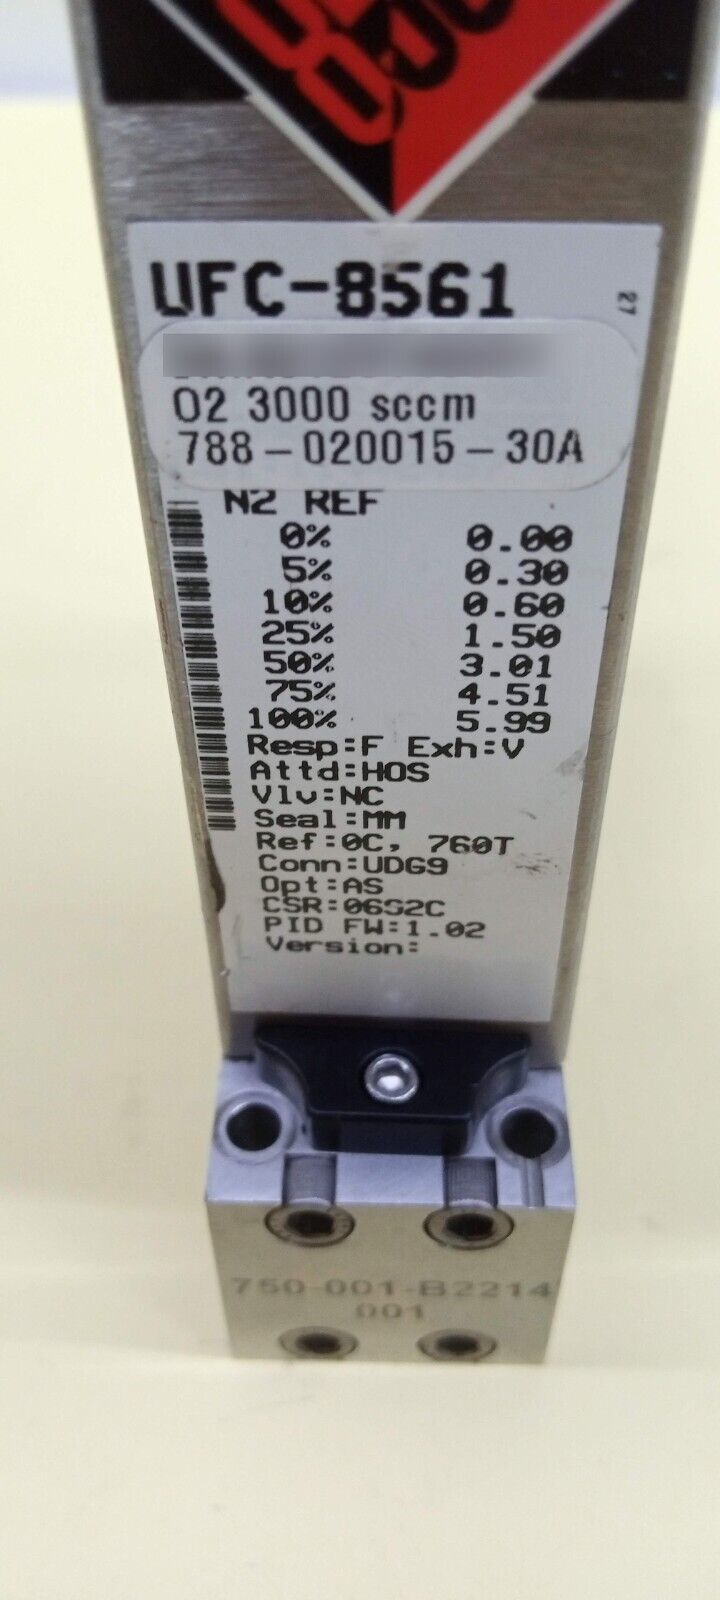 UFC-8561
27
O2 3000 sccm
788-020015-30A
N2 REF
0% 0.00
5% 0.30
10% 0.60
25% 1.50
50% 3.01
75% 4.51
100% 5.99
Resp:F Exh:V
Attd:HOS
Vlv:NC
Seal:MM
Ref:0C, 760T
Conn:UDG9
Opt:AS
CSR:06S2C
PID FW:1.02
Version:
750-001-B2214
001